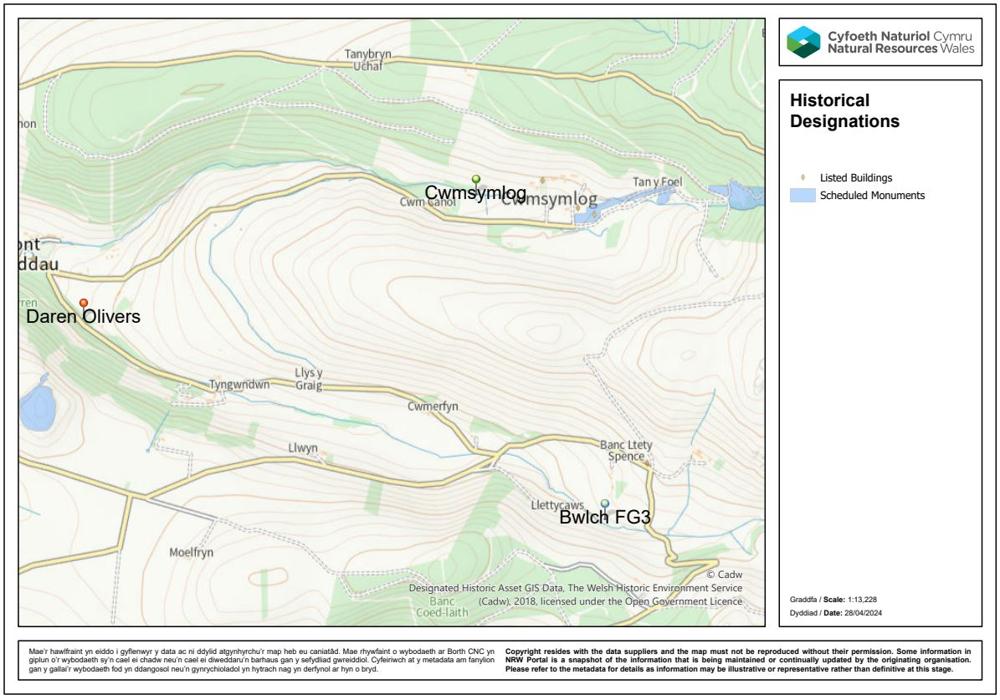 Tanybryn
Uchaf
non
Cwmsymlog
Cwm Canol
Cwmsymlog
Tan y Foel
ont
ddau
rren
Daren Olivers
Tyngwndwn
Llys y
Graig
Cwmerfyn
Llwyn
Banc Ltety
Spence
Llettycaws
Bwlch FG3
Moelfryn
Banc
Coed-laith
© Cadw
Designated Historic Asset GIS Data, The Welsh Historic Environment Service
(Cadw), 2018, licensed under the Open Government Licence
Cyfoeth Naturiol Cymru
Natural Resources Wales
Historical
Designations
Listed Buildings
Scheduled Monuments
Graddfa / Scale: 1:13,228
Dyddiad / Date: 28/04/2024
Mae'r hawlfraint yn eiddo i gyflenwyr y data ac ni ddylid atgynhyrchu'r map heb eu caniatâd. Mae rhywfaint o wybodaeth ar Borth CNC yn
giplun o'r wybodaeth sy'n cael ei chadw neu'n cael ei diweddaru'n barhaus gan y sefydliad gwreiddiol. Cyfeiriwch at y metadata am fanylion
gan y gallai'r wybodaeth fod yn ddangosol neu'n gynrychioladol yn hytrach nag yn derfynol ar hyn o bryd.
Copyright resides with the data suppliers and the map must not be reproduced without their permission. Some information in
NRW Portal is a snapshot of the information that is being maintained or continually updated by the originating organisation.
Please refer to the metadata for details as information may be illustrative or representative rather than definitive at this stage.